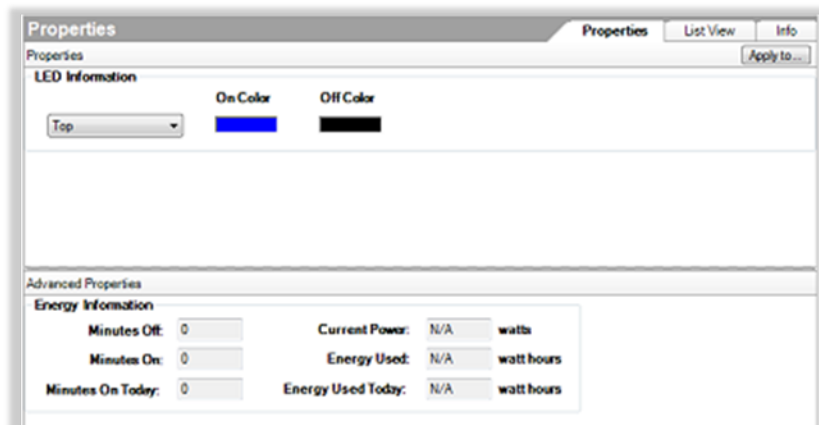 Properties Properties List View Info
Properties Apply to...
LED Information
On Color Off Color
Top
Advanced Properties
Energy Information
Minutes Off: 0 Current Power: N/A watts
Minutes On: 0 Energy Used: N/A watt hours
Minutes On Today: 0 Energy Used Today: N/A watt hours